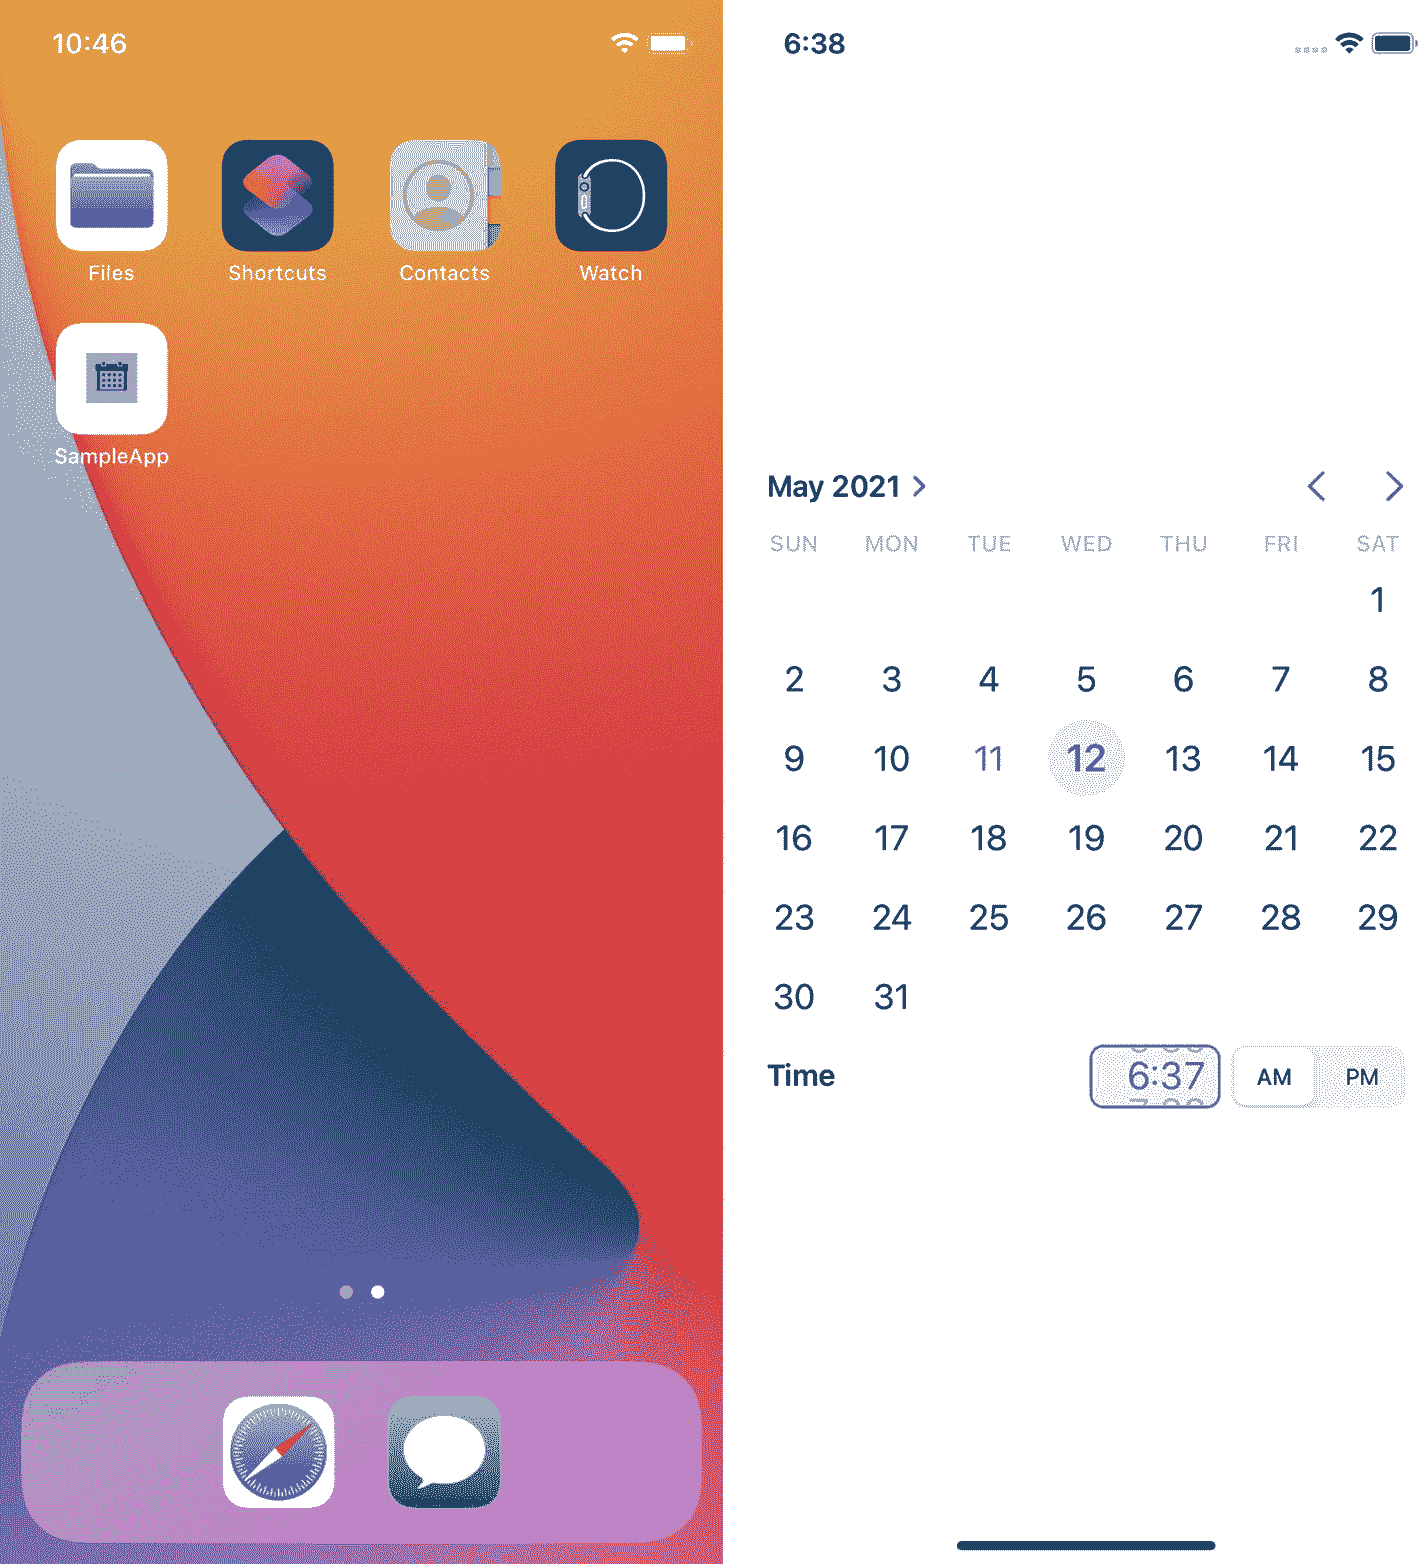 10:46
Files Shortcuts Contacts Watch
SampleApp
6:38
May 2021
SUN MON TUE WED THU FRI SAT
1
2 3 4 5 6 7 8
9 10 11 12 13 14 15
16 17 18 19 20 21 22
23 24 25 26 27 28 29
30 31
Time 6:37 AM PM